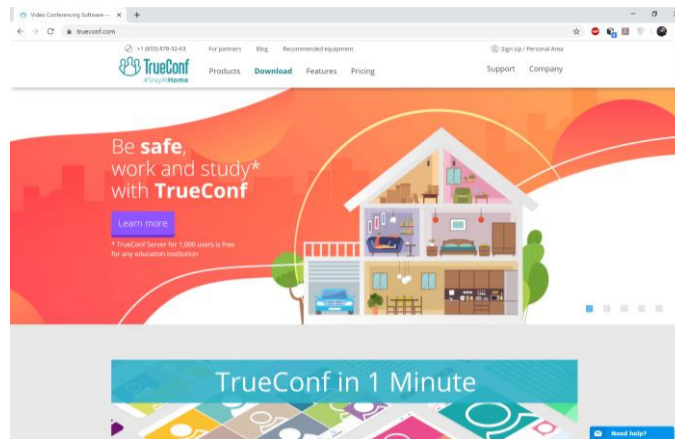 Video Conferencing Software —
trueconf.com
+1 (833) 878-32-63 For partners Blog Recommended equipment Sign Up / Personal Area
TrueConf
#StayAtHome
Products Download Features Pricing Support Company
Be safe,
work and study*
with TrueConf
Learn more
* TrueConf Server for 1,000 users is free
for any education institution
TrueConf in 1 Minute
Need help?